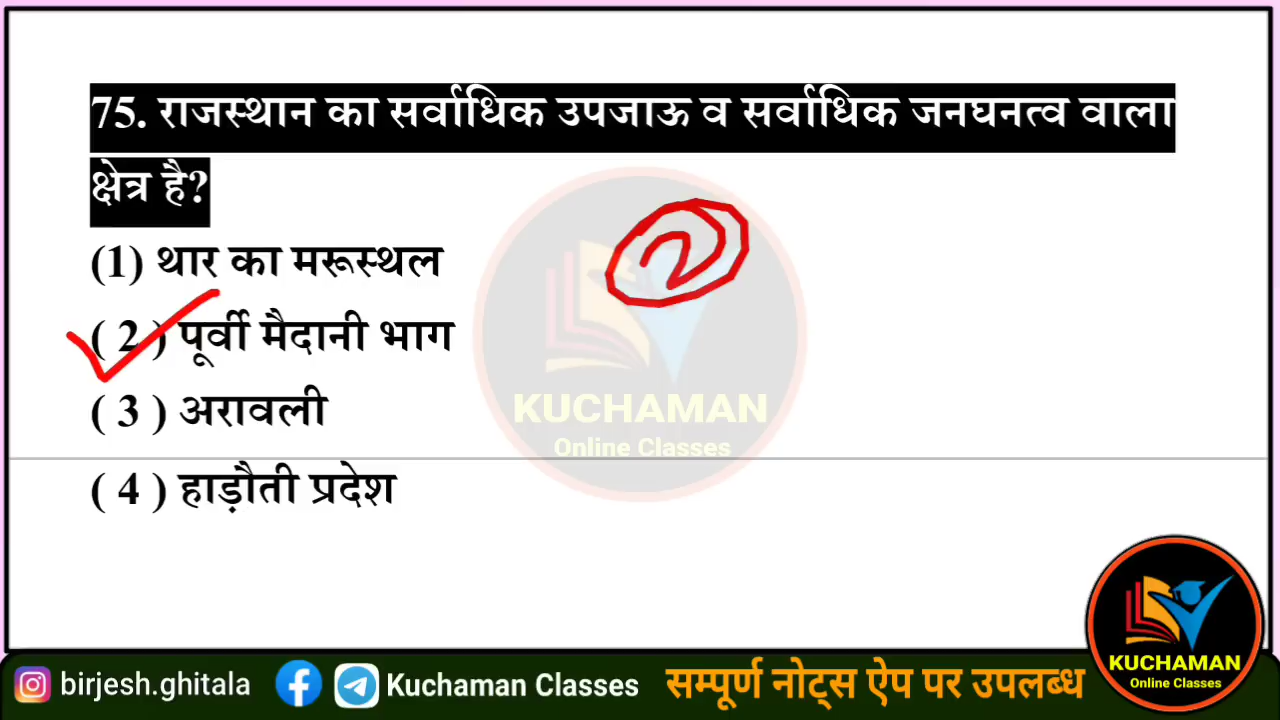 75. राजस्थान का सर्वाधिक उपजाऊ व सर्वाधिक जनघनत्व वाला
क्षेत्र है?
(1) थार का मरूस्थल
( 2 ) पूर्वी मैदानी भाग
( 3 ) अरावली
( 4 ) हाड़ौती प्रदेश
2
KUCHAMAN
Online Classes
KUCHAMAN
Online Classes
birjesh.ghitala
Kuchaman Classes
सम्पूर्ण नोट्स ऐप पर उपलब्ध